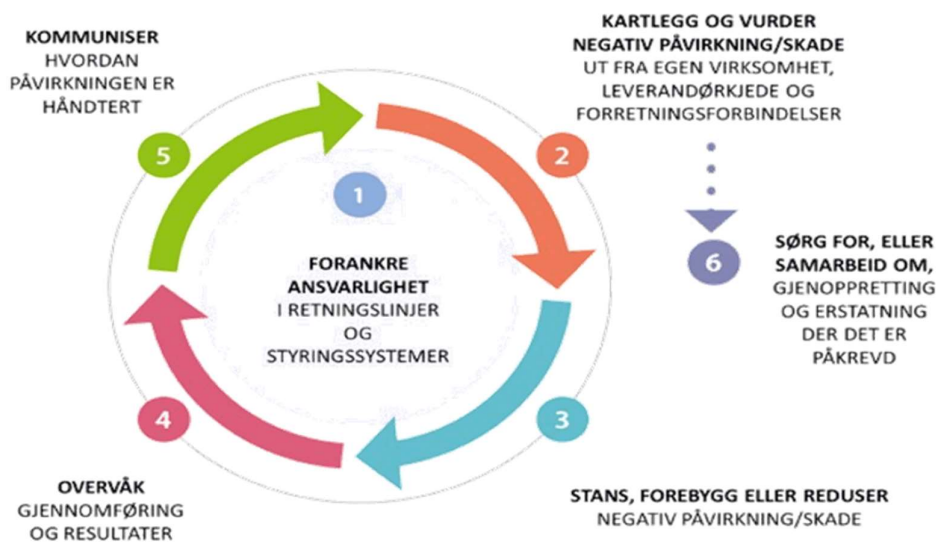 KOMMUNISER
HVORDAN
PÅVIRKNINGEN ER
HÅNDTERT
KARTLEGG OG VURDER
NEGATIV PÅVIRKNING/SKADE
UT FRA EGEN VIRKSOMHET,
LEVERANDØRKJEDE OG
FORRETNINGSFORBINDELSER
5
2
1
FORANKRE
ANSVARLIGHET
I RETNINGSLINJER
OG
STYRINGSSYSTEMER
6
SØRG FOR, ELLER
SAMARBEID OM,
GJENOPPRETTING
OG ERSTATNING
DER DET ER
PÅKREVD
4
3
OVERVÅK
GJENNOMFØRING
OG RESULTATER
STANS, FOREBYGG ELLER REDUSER
NEGATIV PÅVIRKNING/SKADE